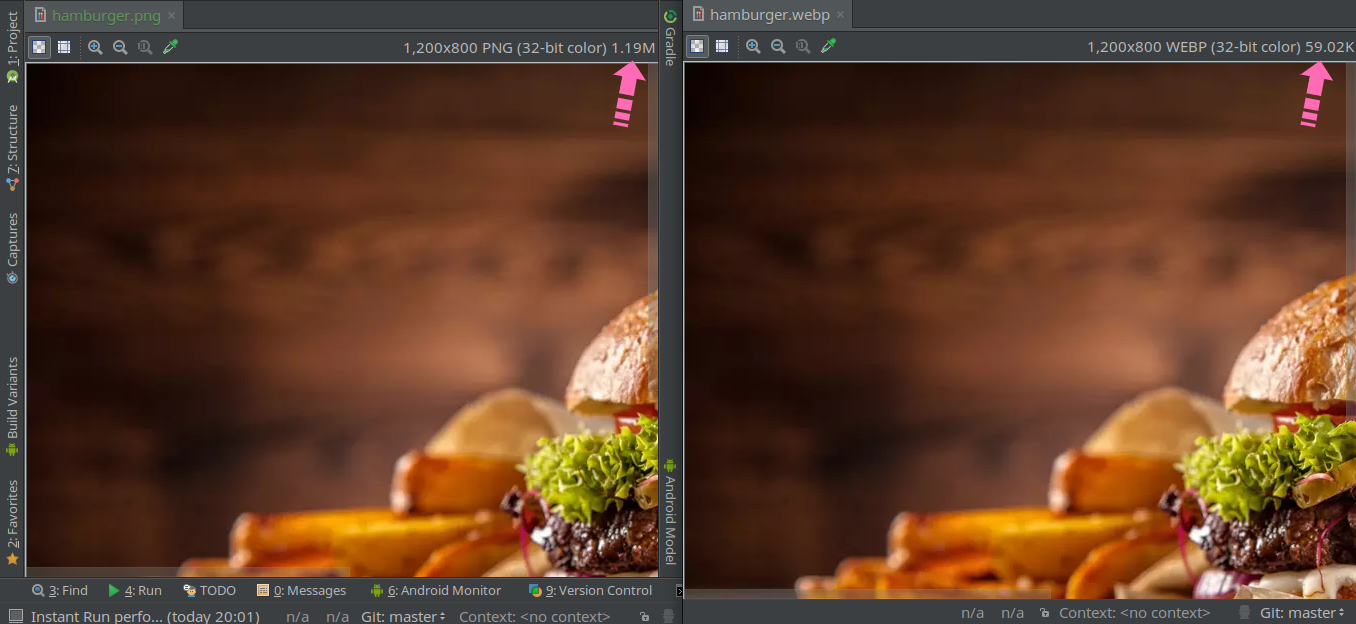 hamburger.png
1,200x800 PNG (32-bit color) 1.19M
1: Project
7: Structure
Captures
Build Variants
2: Favorites
Gradle
Android Model
3: Find
4: Run
TODO
0: Messages
6: Android Monitor
9: Version Control
Instant Run perfo... (today 20:01)
n/a
n/a
Git: master
Context: <no context>
hamburger.webp
1,200x800 WEBP (32-bit color) 59.02K
n/a
n/a
Context: <no context>
Git: master